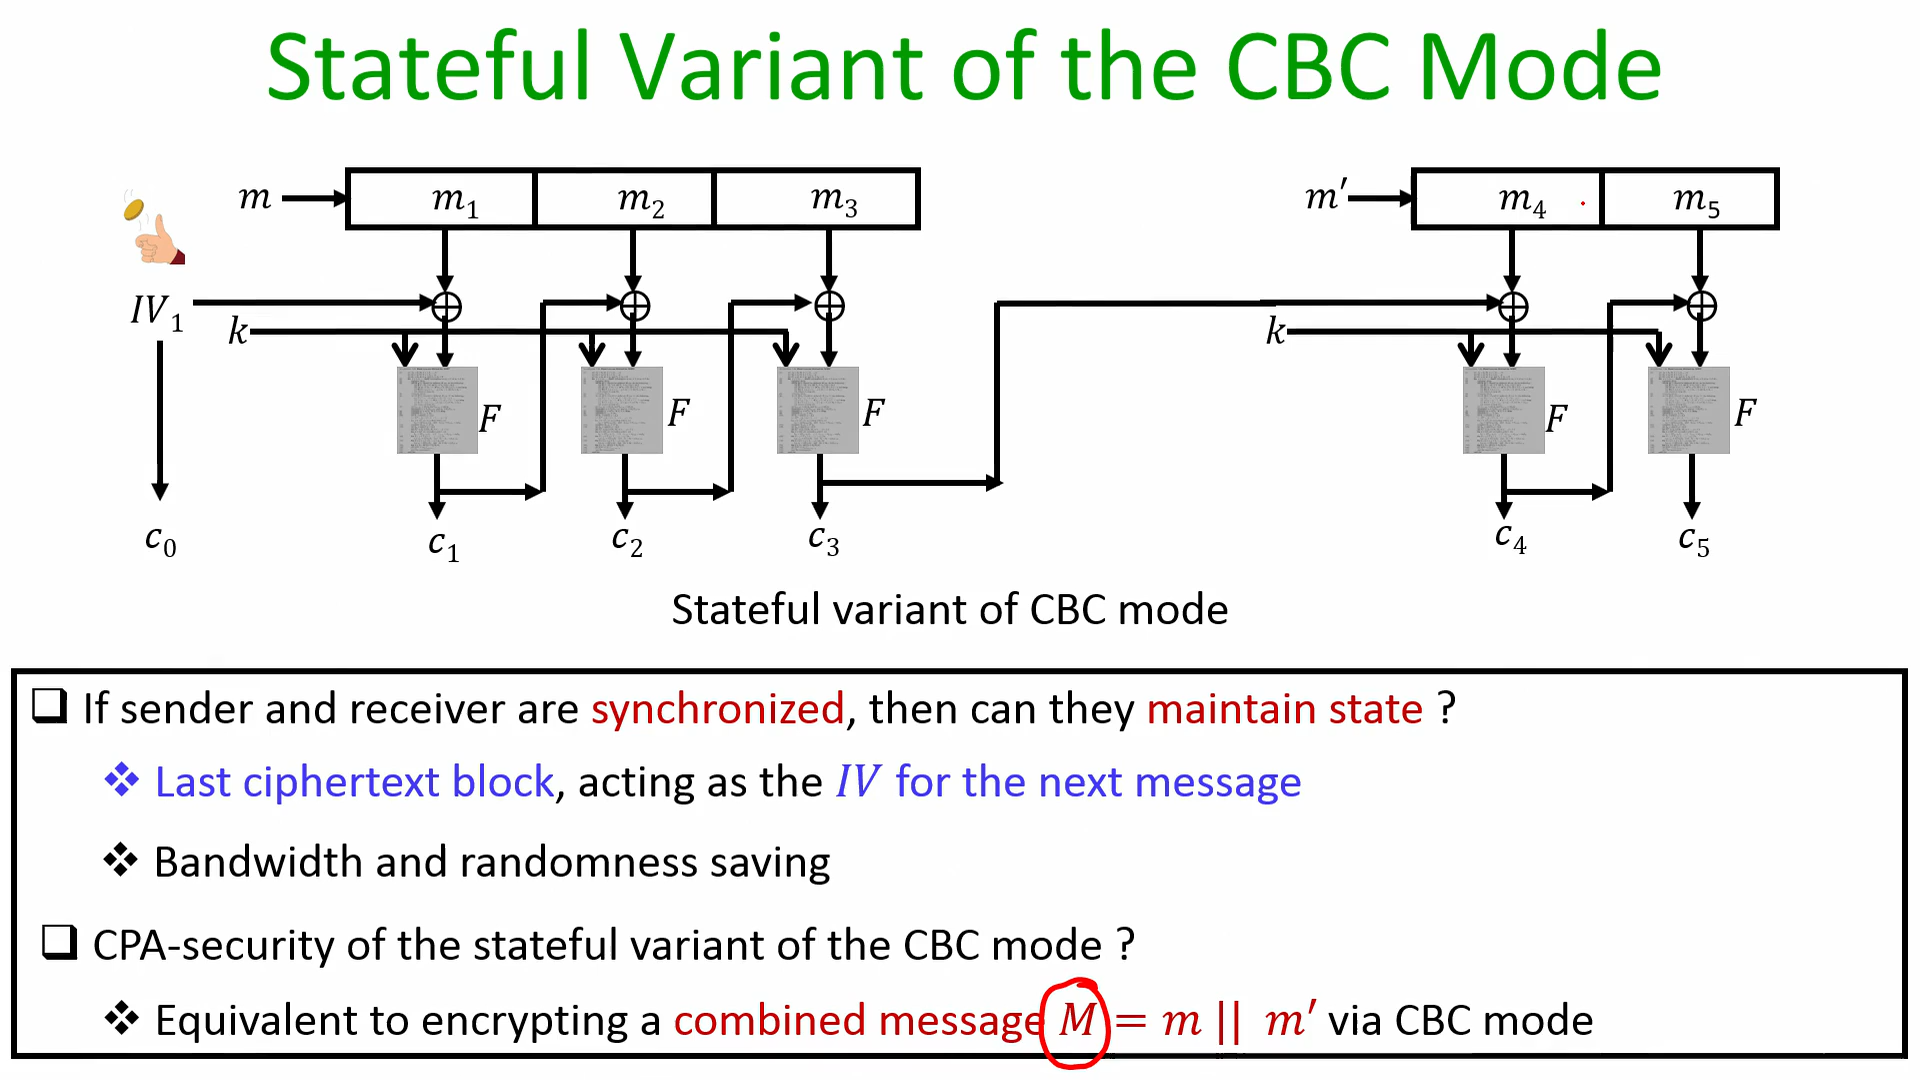 Stateful Variant of the CBC Mode
m m₁ m₂ m₃ m′ m₄ m₅
IV₁
k k
F F F F F
c₀ c₁ c₂ c₃ c₄ c₅
Stateful variant of CBC mode
If sender and receiver are synchronized, then can they maintain state ?
Last ciphertext block, acting as the IV for the next message
Bandwidth and randomness saving
CPA-security of the stateful variant of the CBC mode ?
Equivalent to encrypting a combined message M = m || m′ via CBC mode